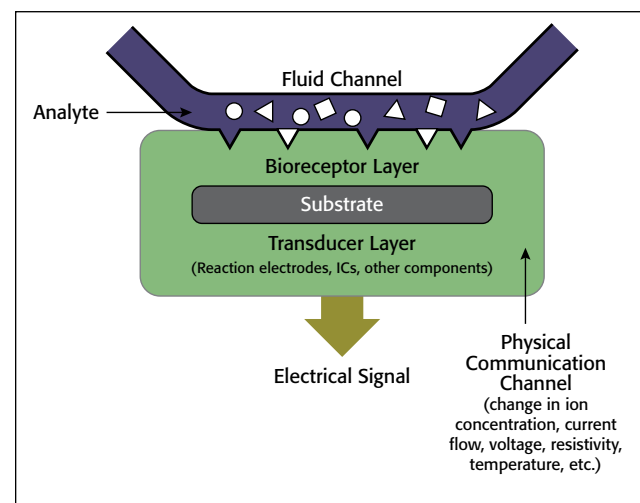 Fluid Channel
Analyte
Bioreceptor Layer
Substrate
Transducer Layer
(Reaction electrodes, ICs, other components)
Electrical Signal
Physical
Communication
Channel
(change in ion
concentration, current
flow, voltage, resistivity,
temperature, etc.)